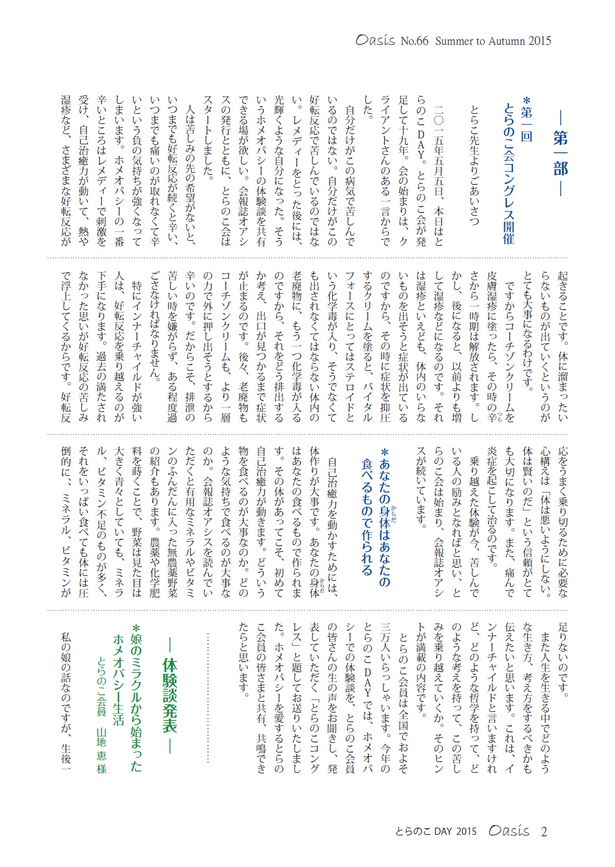 Oasis No.66 Summer to Autumn 2015
― 第一部 ―
＊第一回
とらのこ会コングレス開催
とらこ先生よりごあいさつ
二〇一五年五月五日、本日はと
らのこDAY。とらのこ会が発
足して十九年。会の始まりは、ク
ライアントさんのある一言からで
した。
自分だけがこの病気で苦しんで
いるのではない。自分だけがこの
好転反応で苦しんでいるのではな
い。レメディーをとった後には、
光輝くような自分になった。そう
いうホメオパシーの体験談を共有
できる場が欲しい。会報誌オアシ
スの発行とともに、とらのこ会は
スタートしました。
人は苦しみの先の希望がないと、
いつまでも好転反応が続くと辛い、
いつまでも痛いのが取れなくて辛
いという負の気持ちが強くなって
しまいます。ホメオパシーの一番
辛いところはレメディーで刺激を
受け、自己治癒力が動いて、熱や
湿疹など、さまざまな好転反応が
起きることです。体に溜まったい
らないものが出ていくというのが
とても大事になるわけです。
ですからコーチゾンクリームを
皮膚湿疹に塗ったら、その時の辛
さから一時期は解放されます。し
かし、後になると、以前よりも増
して湿疹などになるのです。それ
は湿疹といえども、体内のいらな
いものを出そうと症状が出ている
のですから、その時に症状を抑圧
するクリームを塗ると、バイタル
フォースにとってはステロイドと
いう化学毒が入り、そうでなくて
も出されなくてはならない体内の
老廃物に、もう一つ化学毒が入る
のですから、それをどう排出する
か考え、出口が見つかるまで症状
が止まるのです。後々、老廃物も
コーチゾンクリームも、より一層
の力で外に押し出そうとするから
辛いのです。だからこそ、排泄の
苦しい時を嫌がらず、ある程度過
ごさなければなりません。
特にインナーチャイルドが強い
人は、好転反応を乗り越えるのが
下手になります。過去の満たされ
なかった思いが好転反応の苦しみ
で浮上してくるからです。好転反
応をうまく乗り切るために必要な
心構えは「体は悪いようにしない。
体は賢いのだ」という信頼がとて
も大切になります。また、痛んで
炎症を起こして治るのです。
乗り越えた体験が今、苦しんで
いる人の励みとなればと思い、と
らのこ会は始まり、会報誌オアシ
スが続いています。
＊あなたの身体はあなたの
食べるもので作られる
自己治癒力を動かすためには、
体作りが大事です。あなたの身体
はあなたの食べるもので作られま
す。その体があってこそ、初めて
自己治癒力が動きます。どういう
物を食べるのが大事なのか。どの
ような気持ちで食べるのが大事な
のか。会報誌オアシスを読んでい
ただくと有用なミネラルやビタミ
ンのふんだんに入った無農薬野菜
の紹介もあります。農薬や化学肥
料を蒔くことで、野菜は見た目は
大きく青々としていても、ミネラ
ル、ビタミン不足のものが多く、
それをいっぱい食べても体には圧
倒的に、ミネラル、ビタミンが
足りないのです。
また人生を生きる中でどのよう
な生き方、考え方をするべきかも
伝えたいと思います。これは、イ
ンナーチャイルドと言いますけれ
ど、どのような哲学を持って、ど
のような考えを持って、この苦し
みを乗り越えていくか。そのヒン
トが満載の内容です。
とらのこ会員は全国でおよそ
三万人いらっしゃいます。今年の
とらのこDAYでは、ホメオパ
シーでの体験談を、とらのこ会員
の皆さんの生の声をお聞きし、発
表していただく「とらのこコング
レス」と題してお送りいたしまし
た。ホメオパシーを愛するとらの
こ会員の皆さまと共有、共鳴でき
たらと思います。
― 体験談発表 ―
＊娘のミラクルから始まった
ホメオパシー生活
とらのこ会員 山地 恵 様
私の娘の話なのですが、生後一
とらのこ DAY 2015 Oasis 2